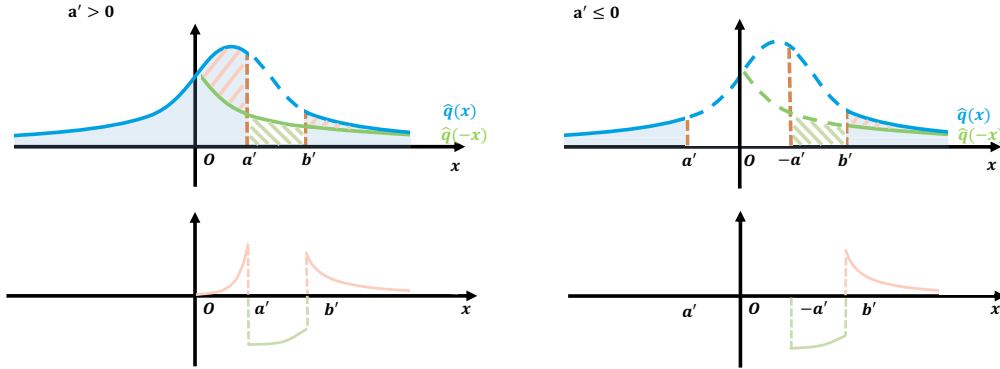 a′ > 0
q̂(x)
q̂(−x)
O a′ b′ x
O a′ b′ x
a′ ≤ 0
q̂(x)
q̂(−x
a′ O −a′ b′ x
a′ O −a′ b′ x